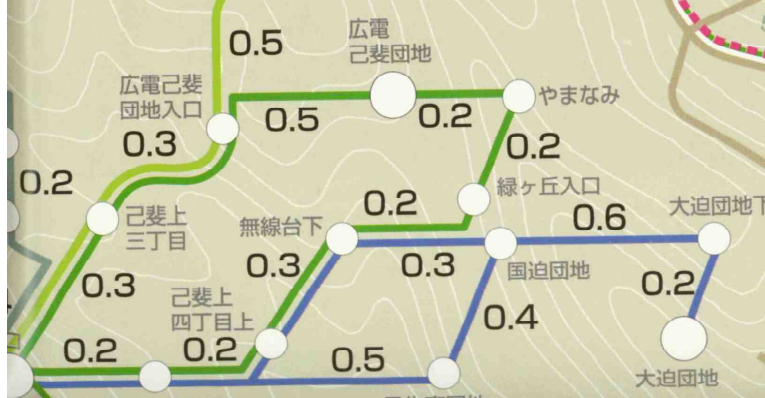 0.5
広電
己斐団地
広電己斐
団地入口
やまなみ
0.5
0.2
0.3
0.2
0.2
緑ヶ丘入口
己斐上
三丁目
無線台下
0.2
0.6
大迫団地下
0.3
0.3
0.3
国迫団地
0.2
己斐上
四丁目上
0.4
0.2
0.2
0.5
大迫団地